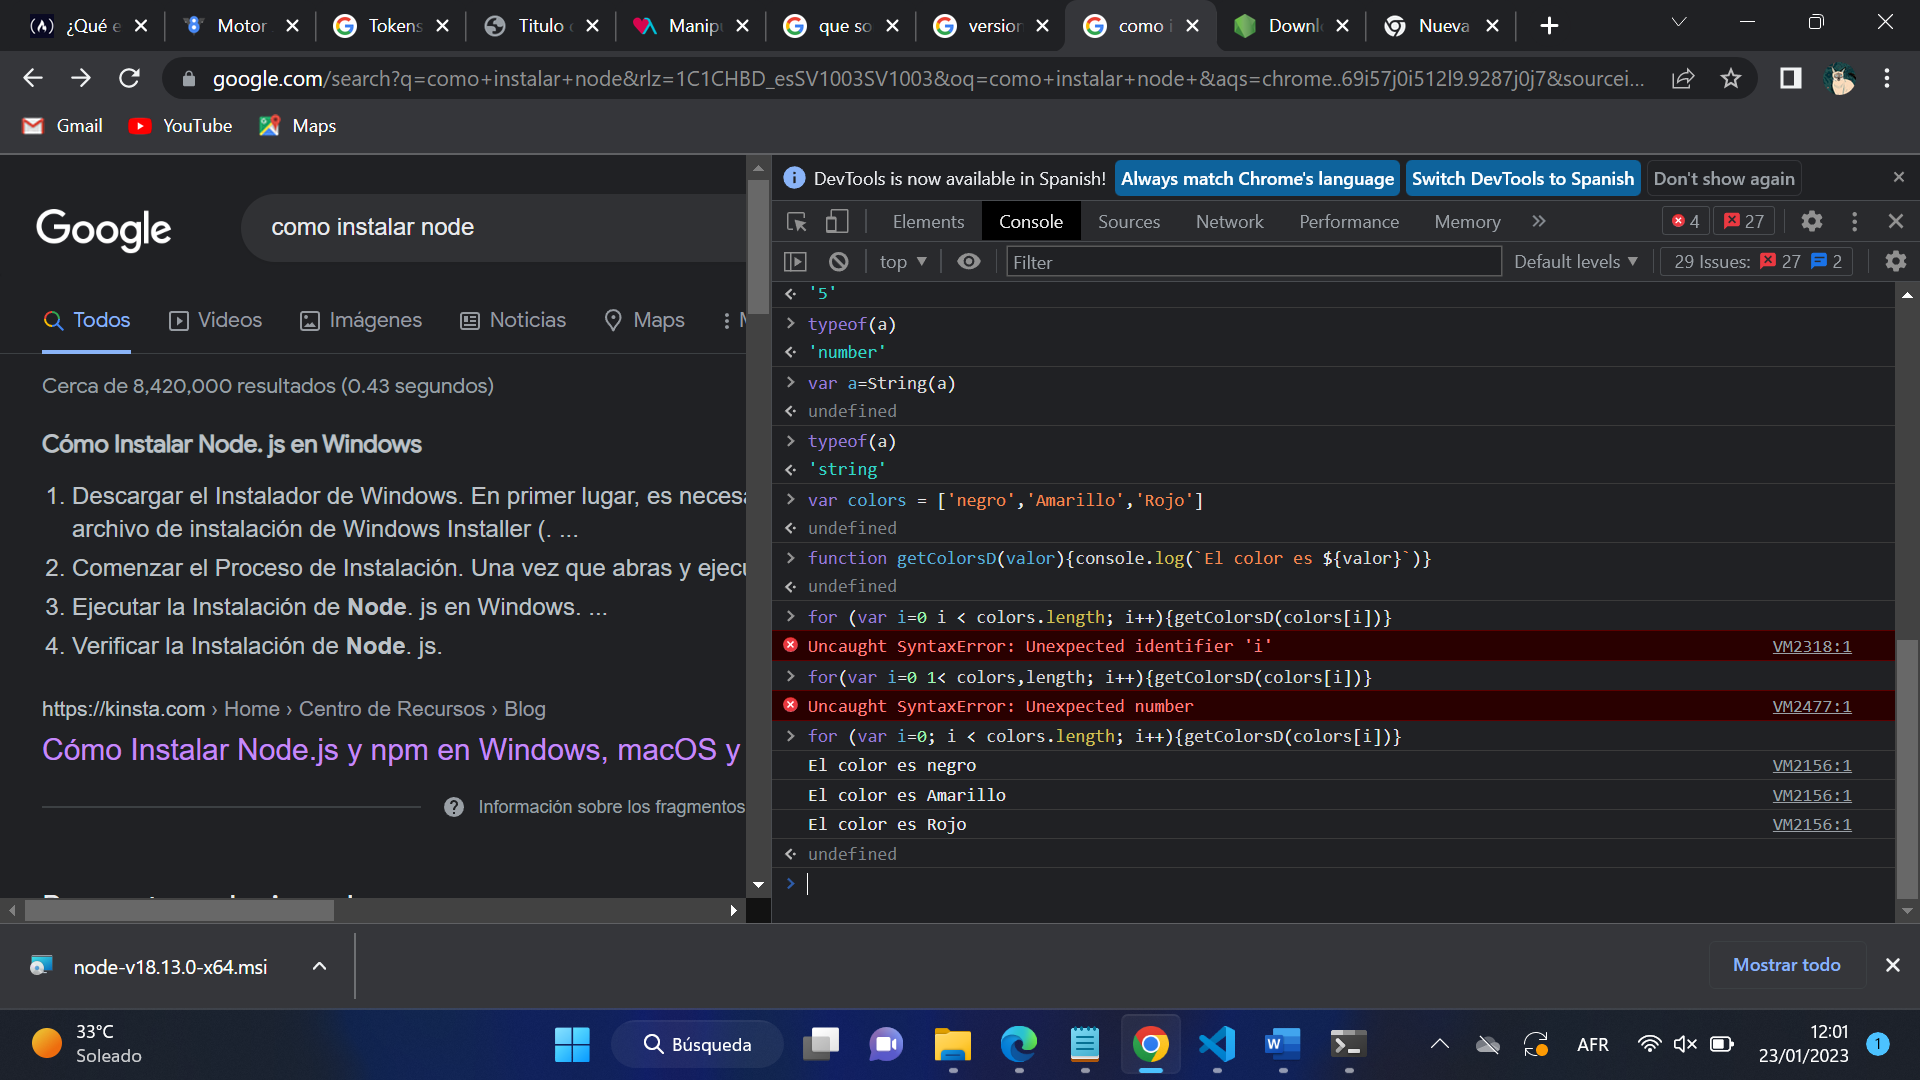 ¿Qué e
Motor
Tokens
Titulo
Manipu
que so
version
como i
Downl
Nueva
google.com/search?q=como+instalar+node&rlz=1C1CHBD_esSV1003SV1003&oq=como+instalar+node+&aqs=chrome..69i57j0i512l9.9287j0j7&sourcei...
Gmail
YouTube
Maps
Google
como instalar node
Todos
Videos
Imágenes
Noticias
Maps
Cerca de 8,420,000 resultados (0.43 segundos)
Cómo Instalar Node. js en Windows
1. Descargar el Instalador de Windows. En primer lugar, es necesa
archivo de instalación de Windows Installer (. ...
2. Comenzar el Proceso de Instalación. Una vez que abras y ejecu
3. Ejecutar la Instalación de Node. js en Windows. ...
4. Verificar la Instalación de Node. js.
https://kinsta.com › Home › Centro de Recursos › Blog
Cómo Instalar Node.js y npm en Windows, macOS y
Información sobre los fragmentos
DevTools is now available in Spanish!
Always match Chrome's language
Switch DevTools to Spanish
Don't show again
Elements
Console
Sources
Network
Performance
Memory
4
27
top
Filter
Default levels
29 Issues:
27
2
'5'
typeof(a)
'number'
var a=String(a)
undefined
typeof(a)
'string'
var colors = ['negro','Amarillo','Rojo']
undefined
function getColorsD(valor){console.log(`El color es ${valor}`)}
undefined
for (var i=0 i < colors.length; i++){getColorsD(colors[i])}
Uncaught SyntaxError: Unexpected identifier 'i' VM2318:1
for(var i=0 1< colors,length; i++){getColorsD(colors[i])}
Uncaught SyntaxError: Unexpected number VM2477:1
for (var i=0; i < colors.length; i++){getColorsD(colors[i])}
El color es negro VM2156:1
El color es Amarillo VM2156:1
El color es Rojo VM2156:1
undefined
node-v18.13.0-x64.msi
Mostrar todo
33°C
Soleado
Búsqueda
AFR
12:01
23/01/2023
1